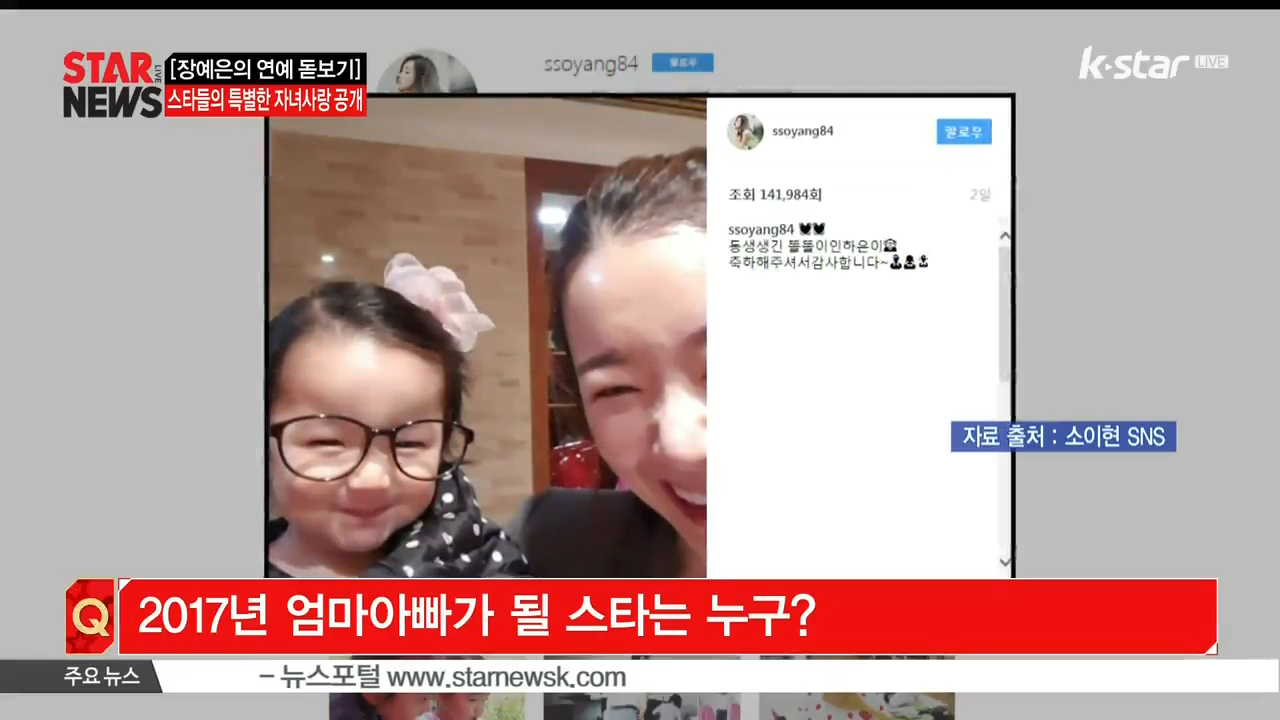 STAR NEWS LIVE
[장예은의 연예 돋보기]
스타들의 특별한 자녀사랑 공개
k·star LIVE
ssoyang84 팔로우
ssoyang84 팔로우
조회 141,984회 2일
ssoyang84
동생생긴 똘똘이인하은이
축하해주셔서감사합니다~
자료 출처 : 소이현 SNS
Q 2017년 엄마아빠가 될 스타는 누구?
주요 뉴스 – 뉴스포털 www.starnewsk.com